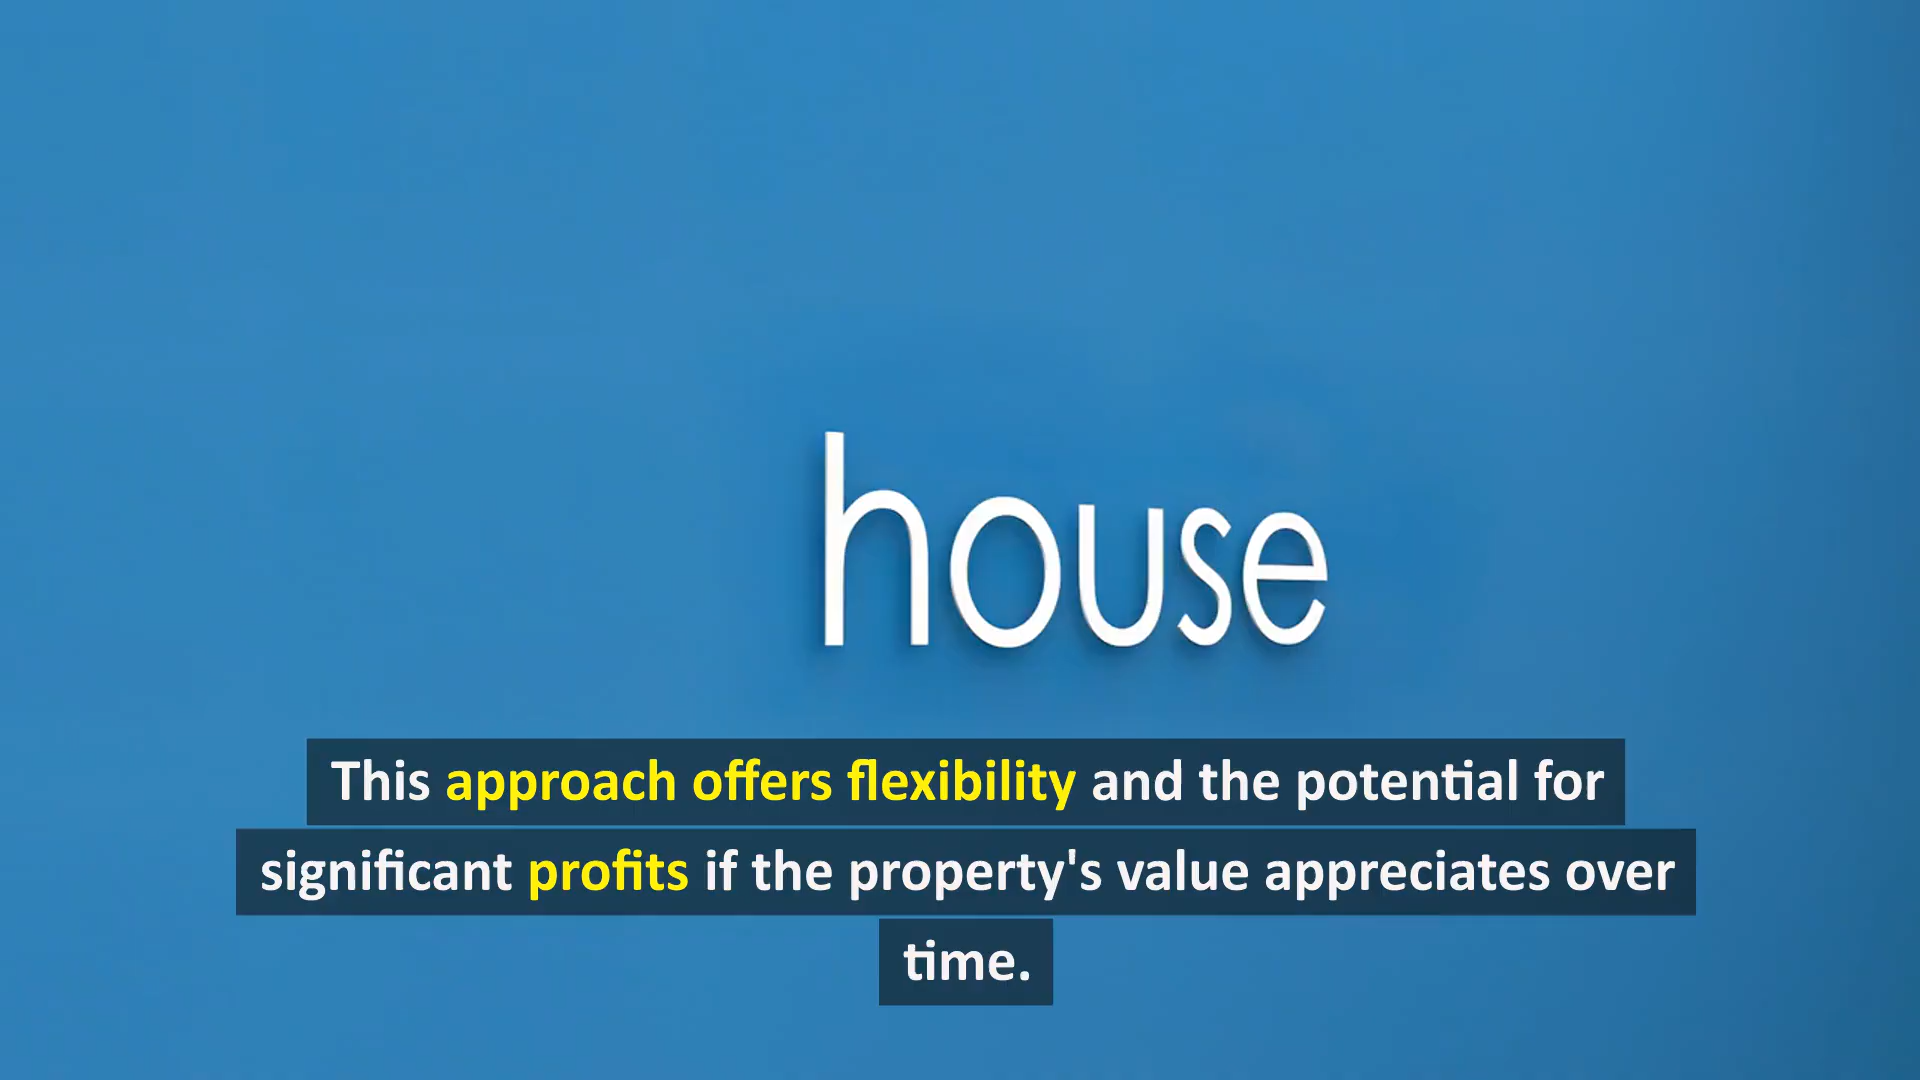 house
This approach offers flexibility and the potential for
significant profits if the property's value appreciates over
time.